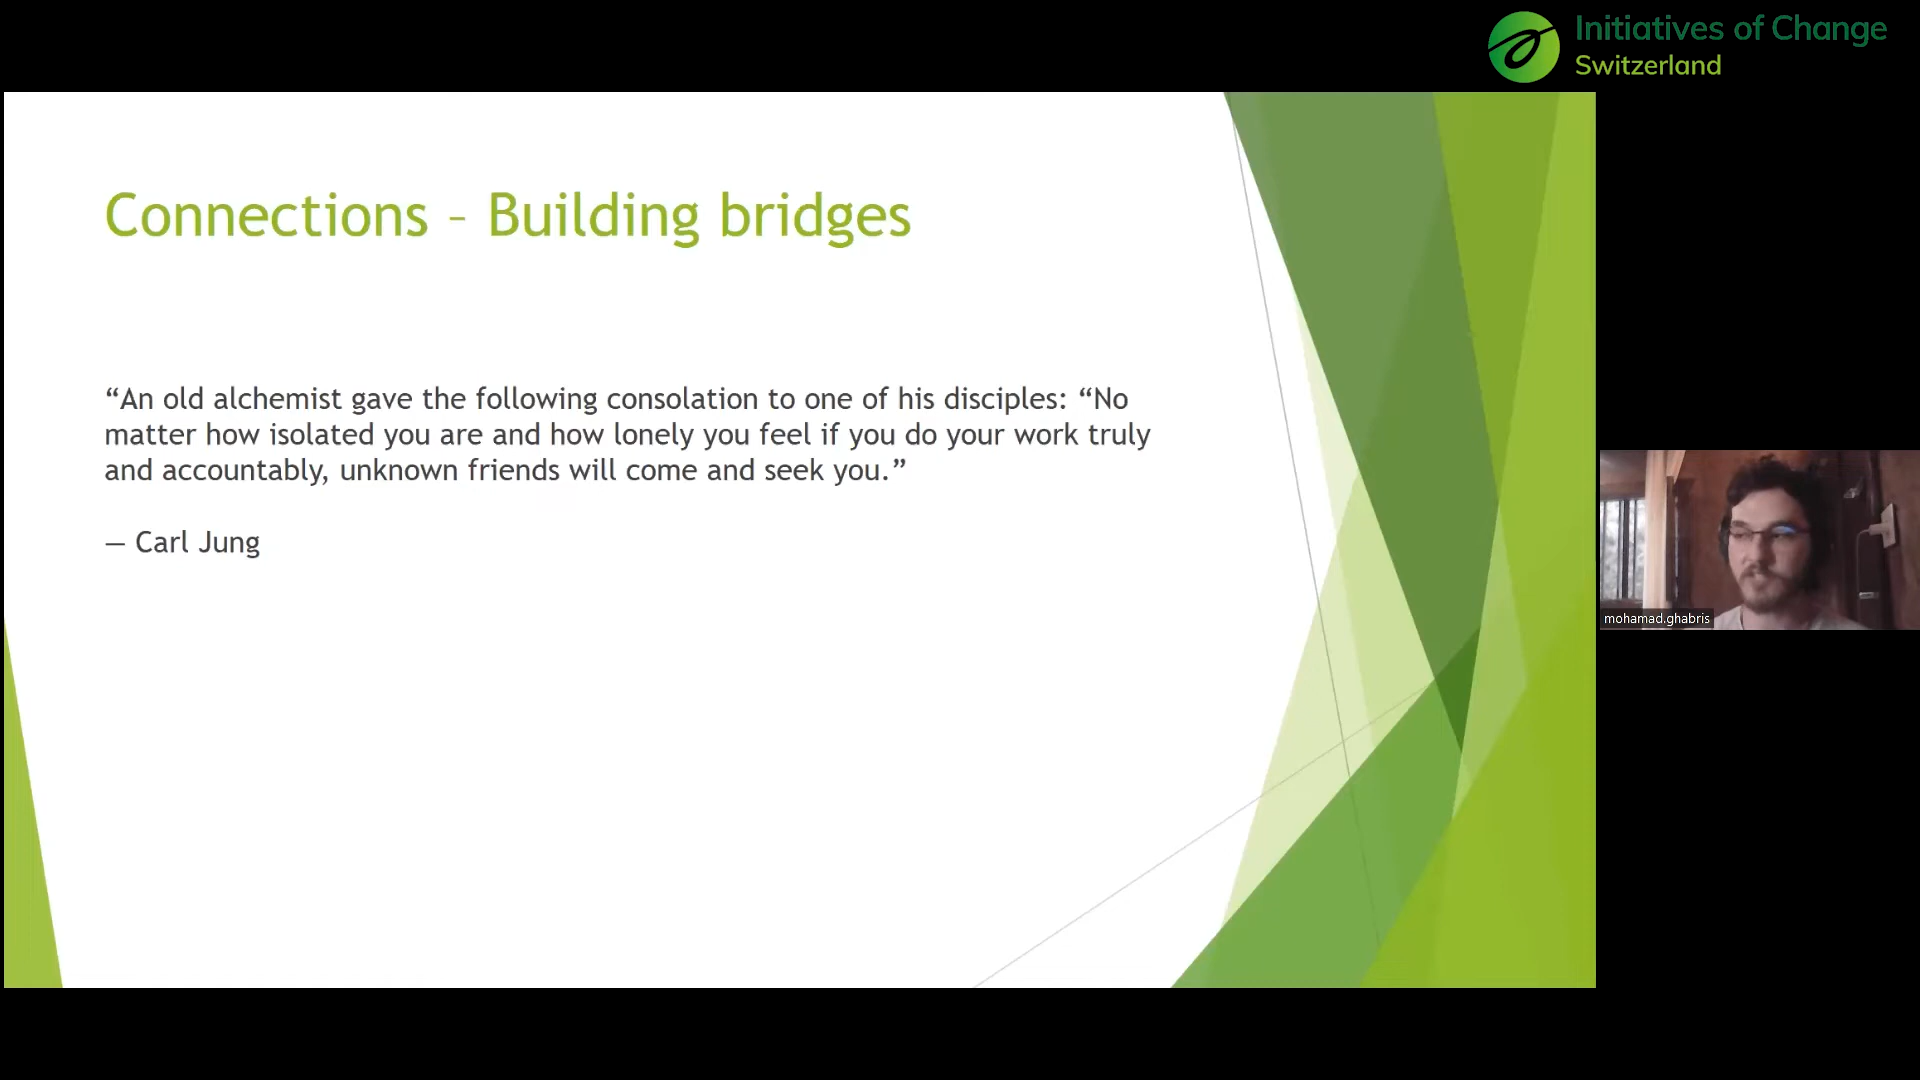 Initiatives of Change
Switzerland
Connections – Building bridges
“An old alchemist gave the following consolation to one of his disciples: “No
matter how isolated you are and how lonely you feel if you do your work truly
and accountably, unknown friends will come and seek you.”
— Carl Jung
mohamad.ghabris